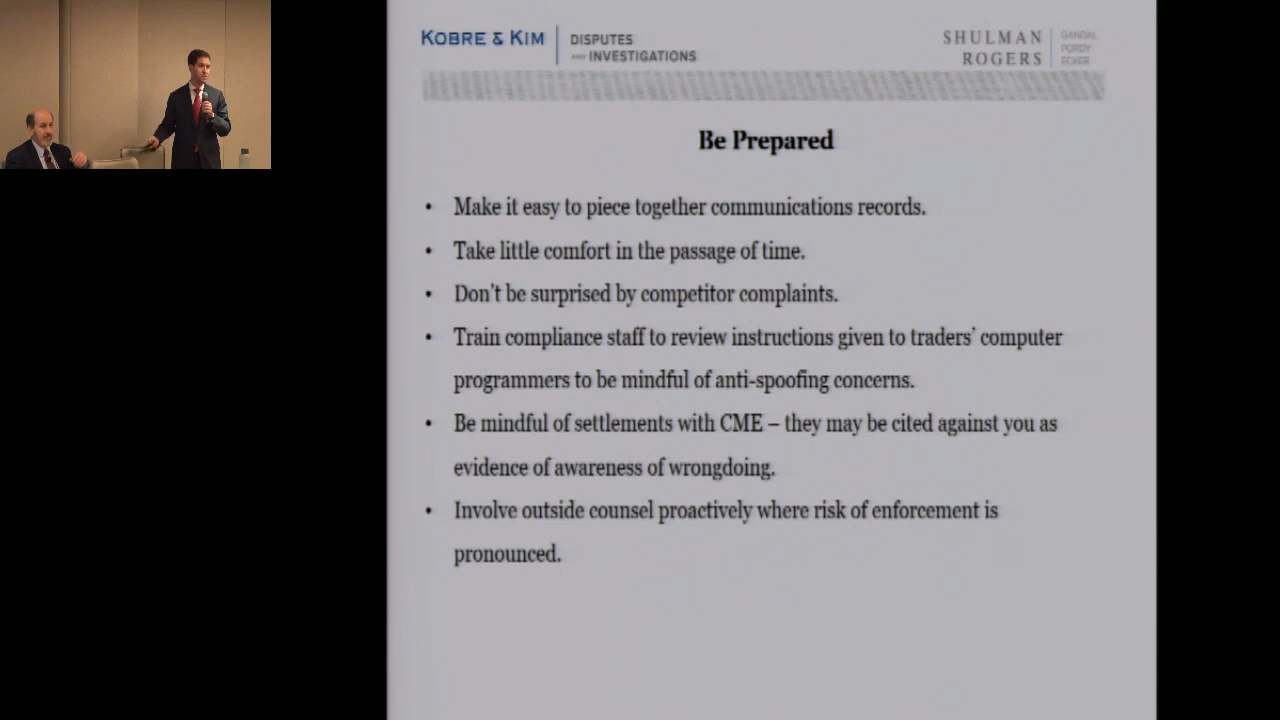 KOBRE & KIM
DISPUTES
AND INVESTIGATIONS
SHULMAN
ROGERS
GANDAL
PORDY
ECKER
Be Prepared
• Make it easy to piece together communications records.
• Take little comfort in the passage of time.
• Don't be surprised by competitor complaints.
• Train compliance staff to review instructions given to traders' computer
programmers to be mindful of anti-spoofing concerns.
• Be mindful of settlements with CME – they may be cited against you as
evidence of awareness of wrongdoing.
• Involve outside counsel proactively where risk of enforcement is
pronounced.